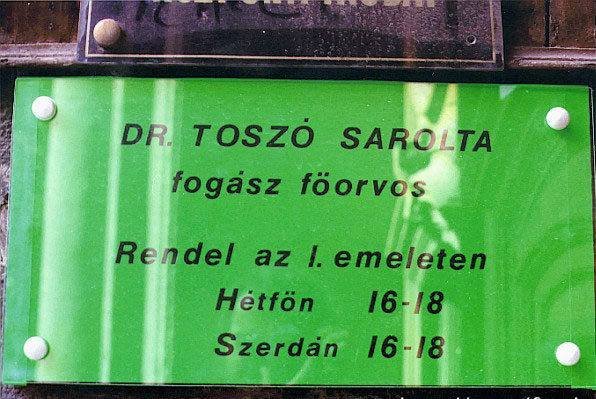 DR. TOSZÓ SAROLTA
fogász föorvos
Rendel az I. emeleten
Hétfön 16-18
Szerdán 16-18